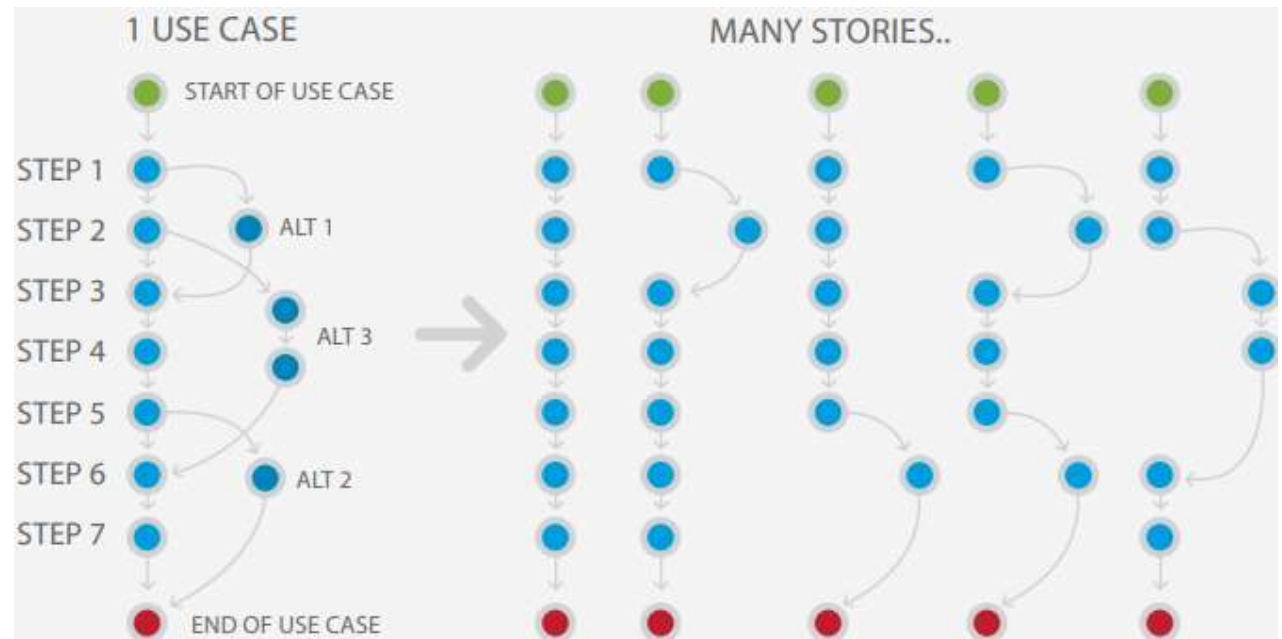 1 USE CASE
MANY STORIES..
START OF USE CASE
STEP 1
STEP 2
ALT 1
STEP 3
ALT 3
STEP 4
STEP 5
STEP 6
ALT 2
STEP 7
END OF USE CASE